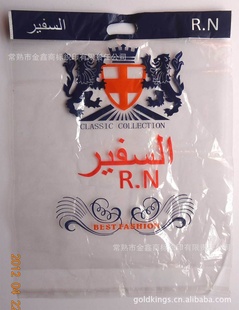 السفير R.N
CLASSIC COLLECTION
السفير
R.N
BEST FASHION
goldkings.cn.alibaba.com